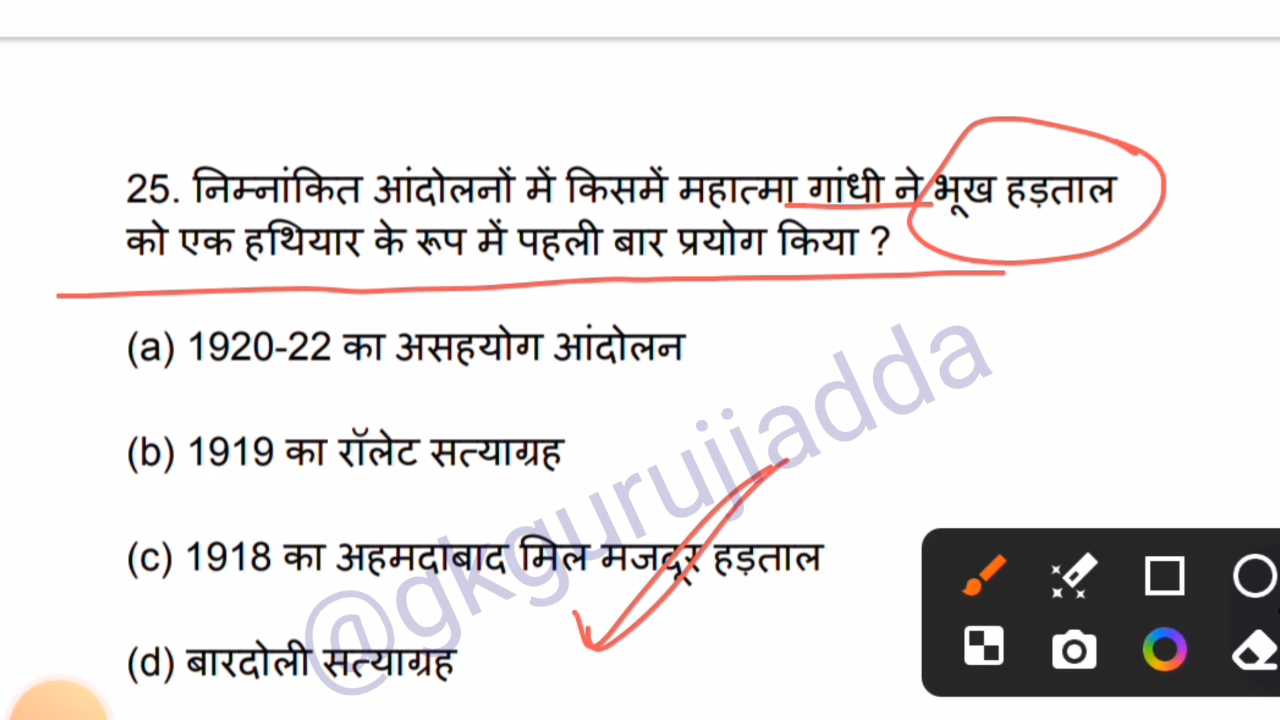 25. निम्नांकित आंदोलनों में किसमें महात्मा गांधी ने भूख हड़ताल
को एक हथियार के रूप में पहली बार प्रयोग किया ?
(a) 1920-22 का असहयोग आंदोलन
(b) 1919 का रॉलेट सत्याग्रह
(c) 1918 का अहमदाबाद मिल मजदूर हड़ताल
(d) बारदोली सत्याग्रह
@gkgurujiadda